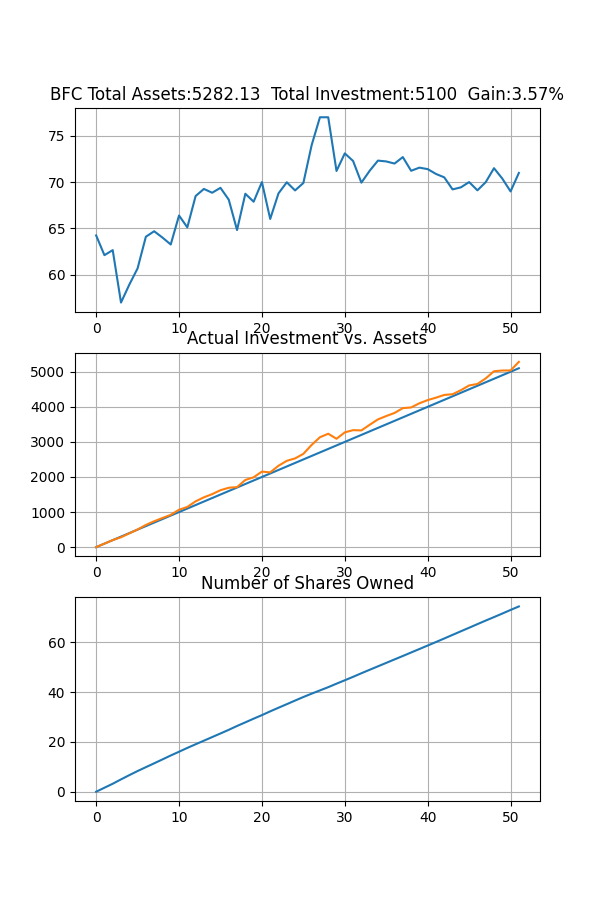 BFC Total Assets:5282.13  Total Investment:5100  Gain:3.57%
75
70
65
60
0 10 20 30 40 50
Actual Investment vs. Assets
5000
4000
3000
2000
1000
0
0 10 20 30 40 50
Number of Shares Owned
60
40
20
0
0 10 20 30 40 50